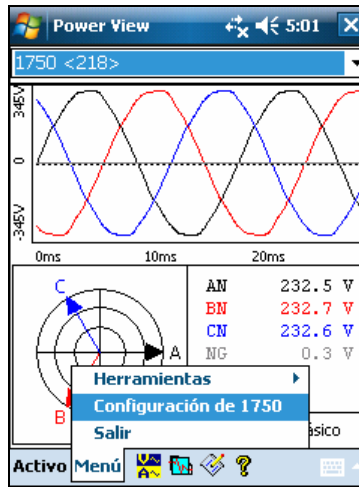 Power View 5:01
1750 <218>
345V
0
-345V
0ms 10ms 20ms
C
A
B
AN 232.5 V
BN 232.7 V
CN 232.6 V
NG 0.3 V
Herramientas
Configuración de 1750
Salir
ásico
Activo Menú